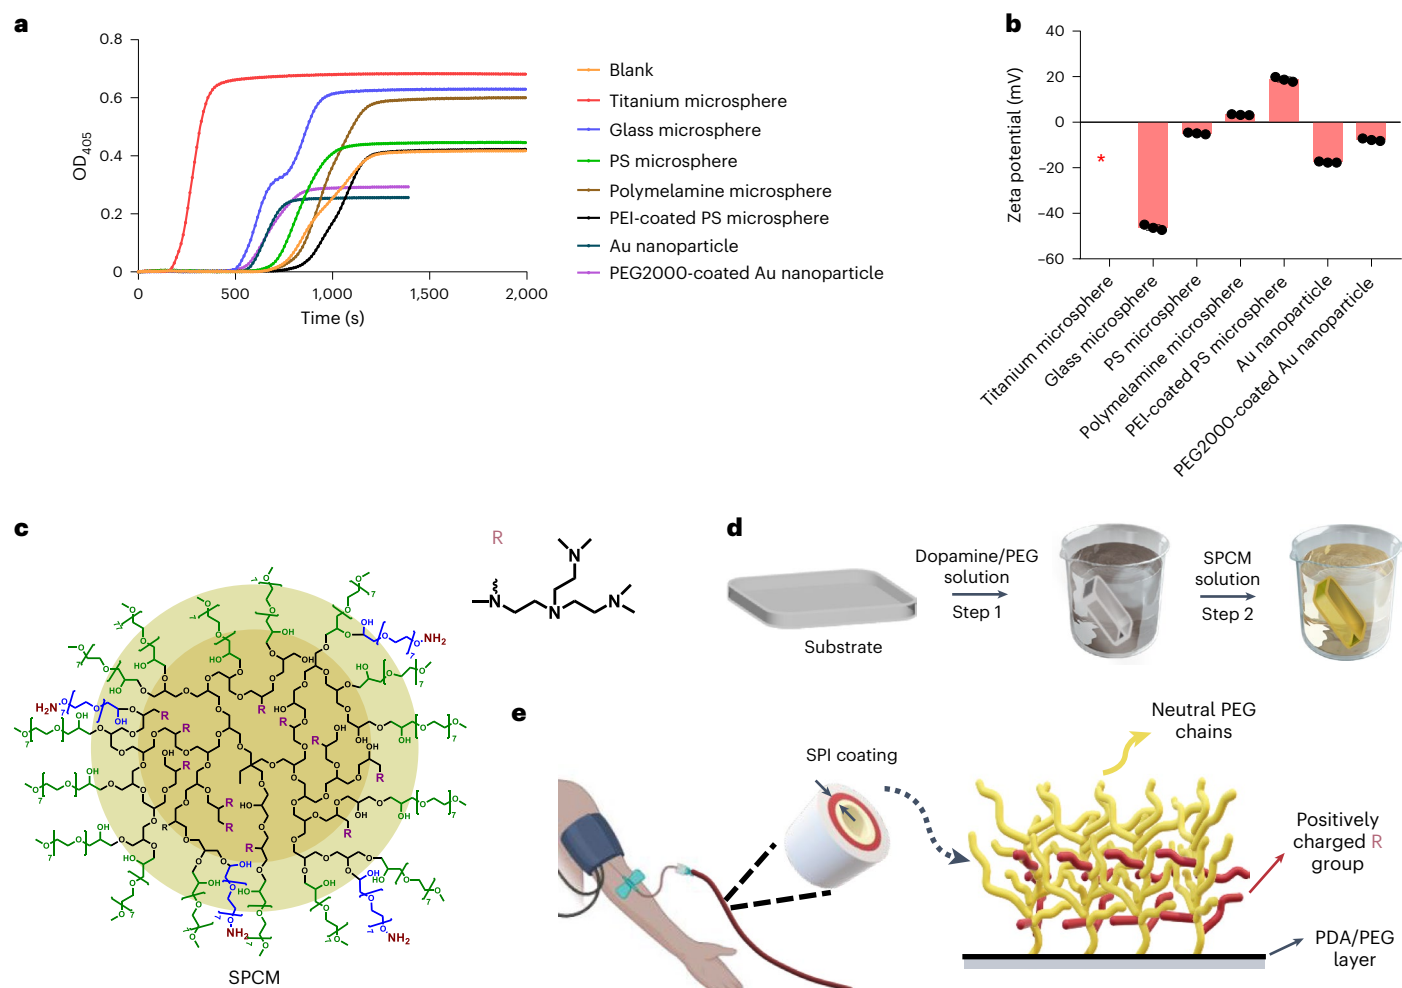 a
0.8
0.6
0.4
0.2
0
OD405
0
500
1,000
1,500
2,000
Time (s)
Blank
Titanium microsphere
Glass microsphere
PS microsphere
Polymelamine microsphere
PEI-coated PS microsphere
Au nanoparticle
PEG2000-coated Au nanoparticle
b
40
20
0
–20
–40
–60
Zeta potential (mV)
*
Titanium microsphere
Glass microsphere
PS microsphere
Polymelamine microsphere
PEI-coated PS microsphere
Au nanoparticle
PEG2000-coated Au nanoparticle
c
R
N
N
N
N
NH2
H2N
NH2
NH2
SPCM
d
Substrate
Dopamine/PEG
solution
Step 1
SPCM
solution
Step 2
e
SPI coating
Neutral PEG
chains
Positively
charged R
group
PDA/PEG
layer